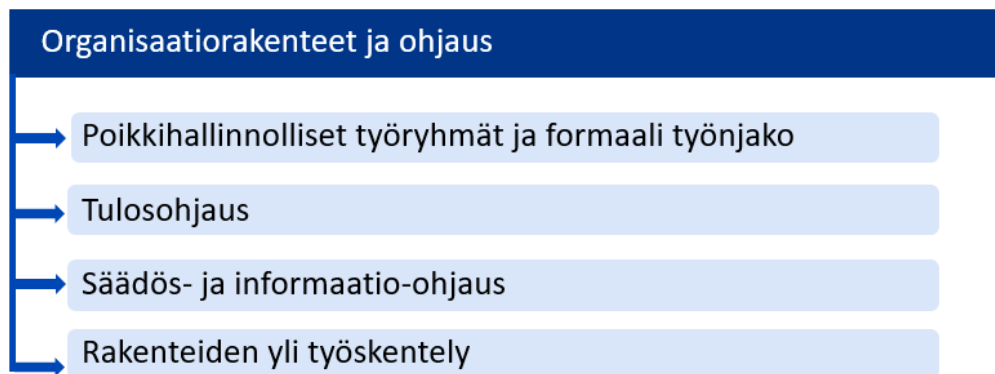 Organisaatiorakenteet ja ohjaus
Poikkihallinnolliset työryhmät ja formaali työnjako
Tulosohjaus
Säädös- ja informaatio-ohjaus
Rakenteiden yli työskentely